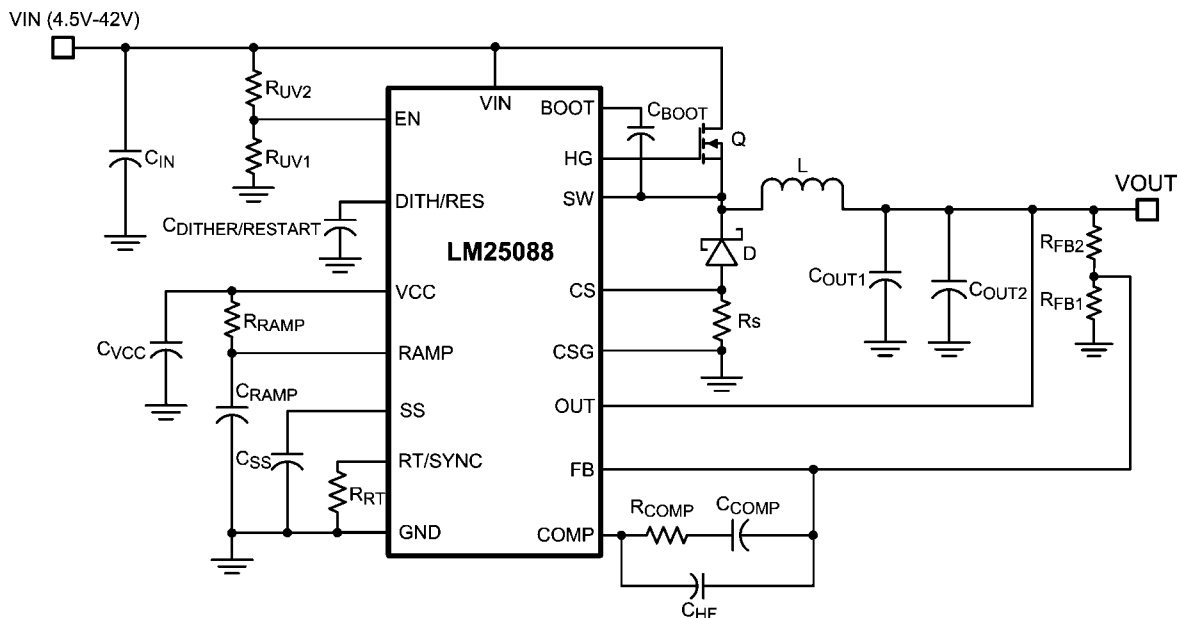 VIN (4.5V-42V)
RUV2
RUV1
CIN
VIN
EN
BOOT
CBOOT
Q
HG
SW
L
VOUT
DITH/RES
CDITHER/RESTART
LM25088
D
COUT1
COUT2
RFB2
RFB1
CS
Rs
CSG
VCC
RRAMP
CVCC
RAMP
CRAMP
OUT
SS
CSS
RT/SYNC
RRT
FB
GND
COMP
RCOMP
CCOMP
CHF